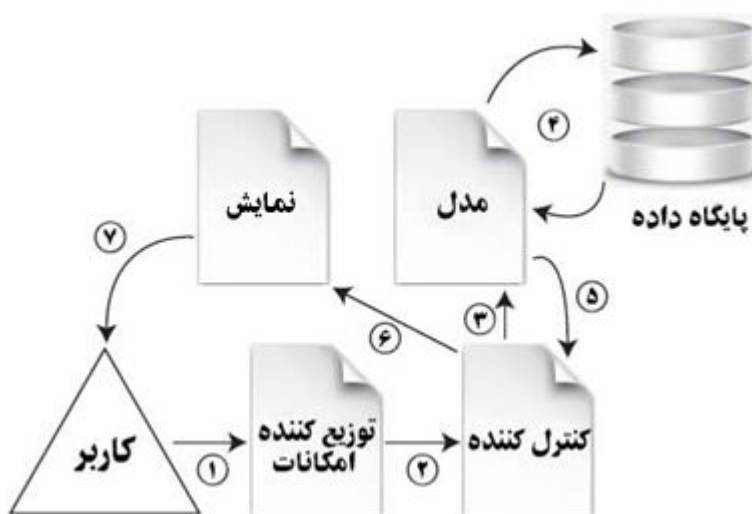 ۴
نمایش
مدل
پایگاه داده
۷
۵
۳
۶
کاربر
توزیع کننده
امکانات
کنترل کننده
۱
۲